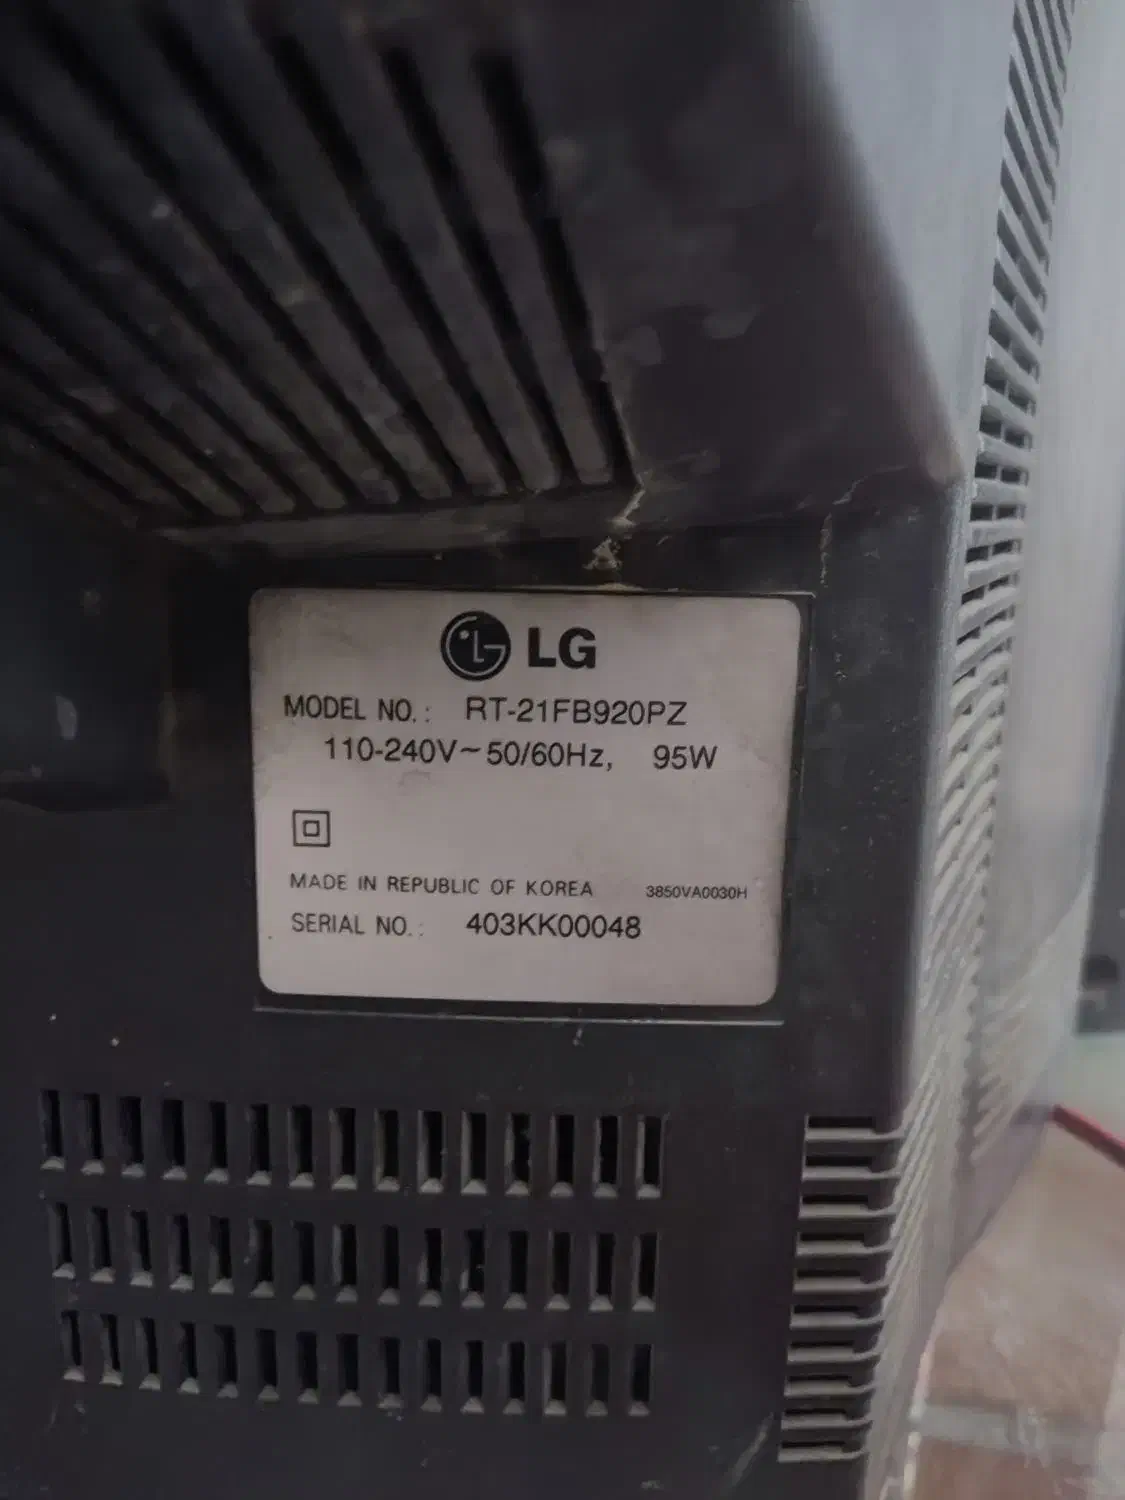 LG
MODEL NO.: RT-21FB920PZ
110-240V~50/60Hz, 95W
MADE IN REPUBLIC OF KOREA 3850VA0030H
SERIAL NO.: 403KK00048